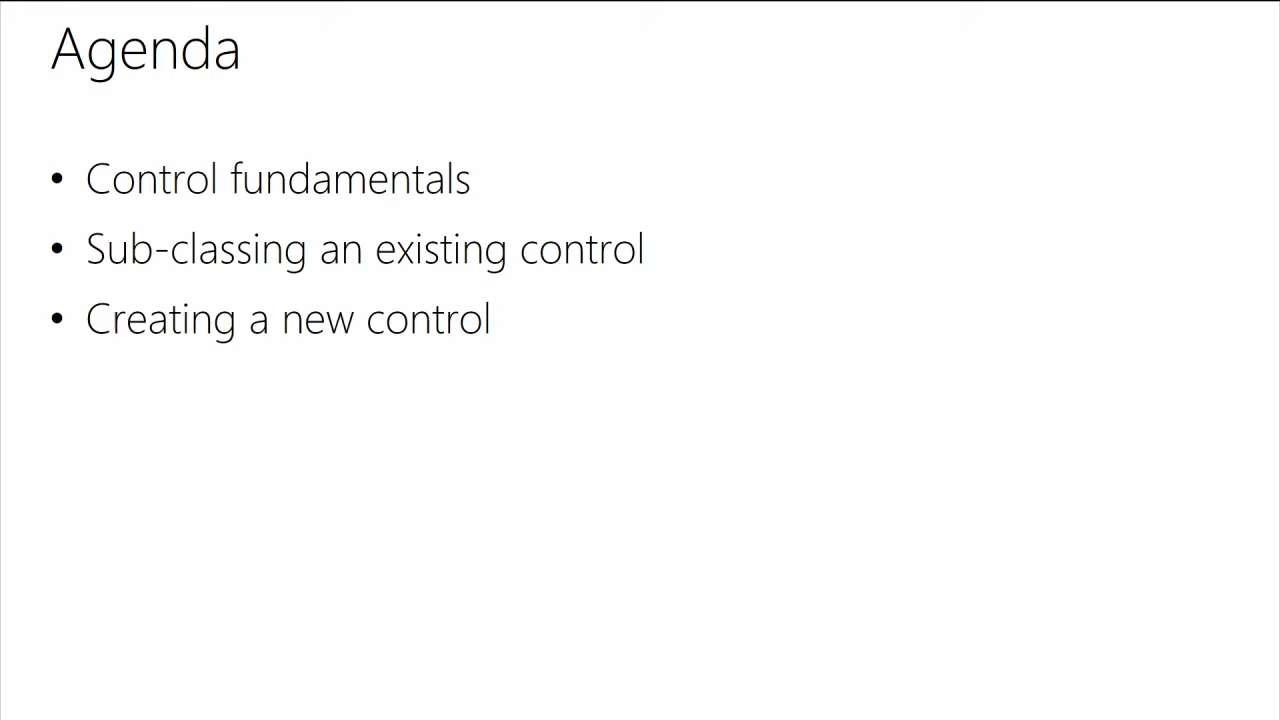 Agenda
• Control fundamentals
• Sub-classing an existing control
• Creating a new control